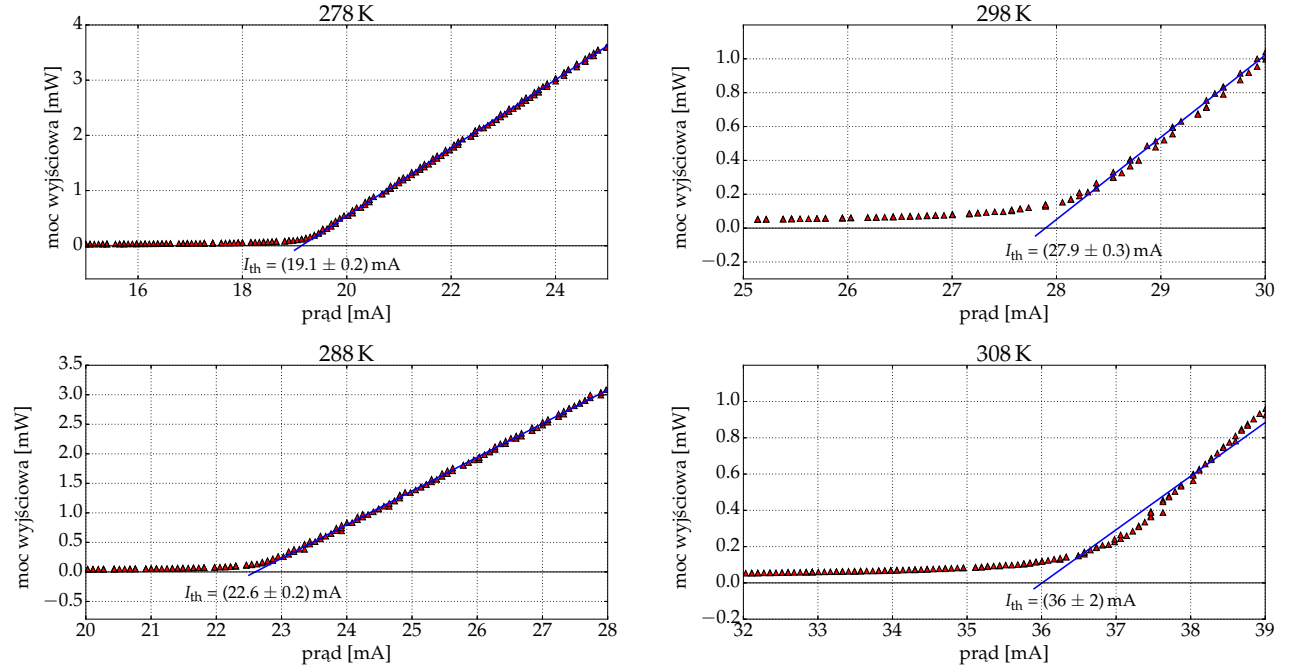 278 K
4
3
2
1
0
moc wyjściowa [mW]
I_th = (19.1 ± 0.2) mA
16 18 20 22 24
prąd [mA]
298 K
1.0
0.8
0.6
0.4
0.2
0.0
−0.2
moc wyjściowa [mW]
I_th = (27.9 ± 0.3) mA
25 26 27 28 29 30
prąd [mA]
288 K
3.5
3.0
2.5
2.0
1.5
1.0
0.5
0.0
−0.5
moc wyjściowa [mW]
I_th = (22.6 ± 0.2) mA
20 21 22 23 24 25 26 27 28
prąd [mA]
308 K
1.0
0.8
0.6
0.4
0.2
0.0
−0.2
moc wyjściowa [mW]
I_th = (36 ± 2) mA
32 33 34 35 36 37 38 39
prąd [mA]